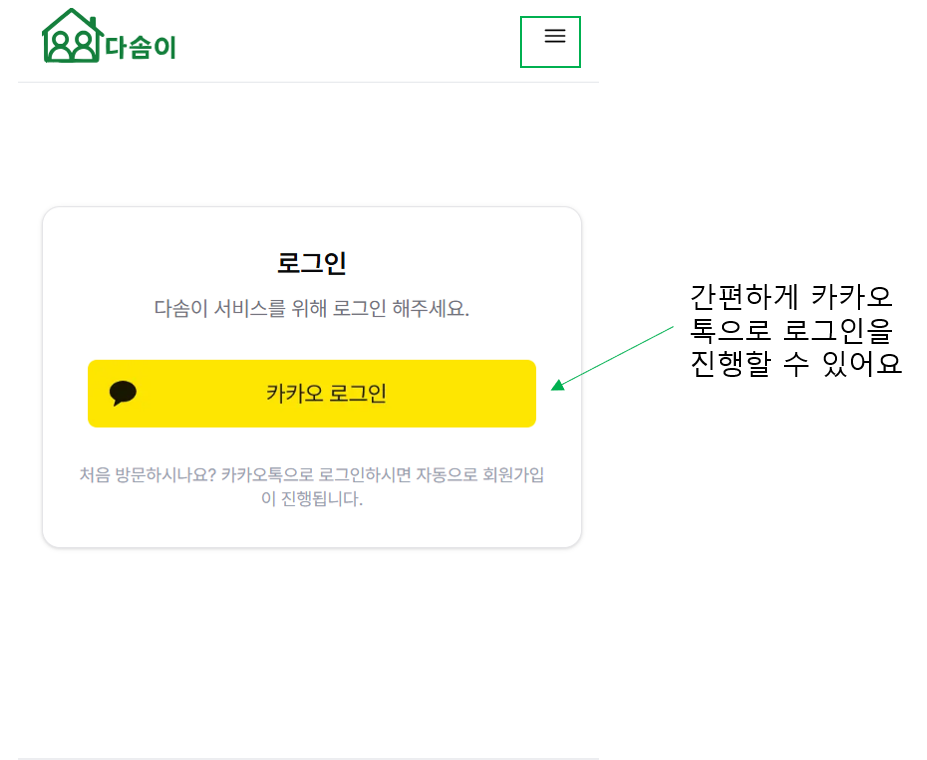 다솜이
로그인
다솜이 서비스를 위해 로그인 해주세요.
카카오 로그인
처음 방문하시나요? 카카오톡으로 로그인하시면 자동으로 회원가입
이 진행됩니다.
간편하게 카카오
톡으로 로그인을
진행할 수 있어요